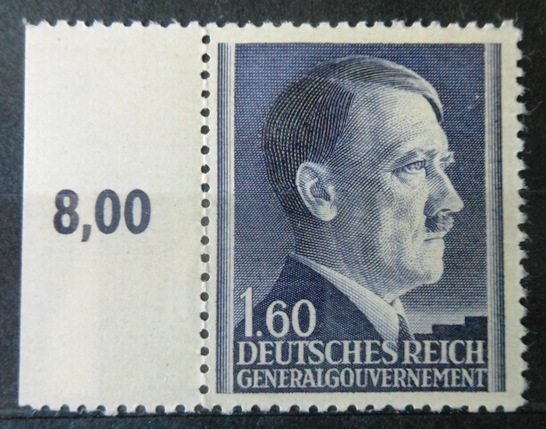 8,00
1.60
DEUTSCHES REICH
GENERALGOUVERNEMENT